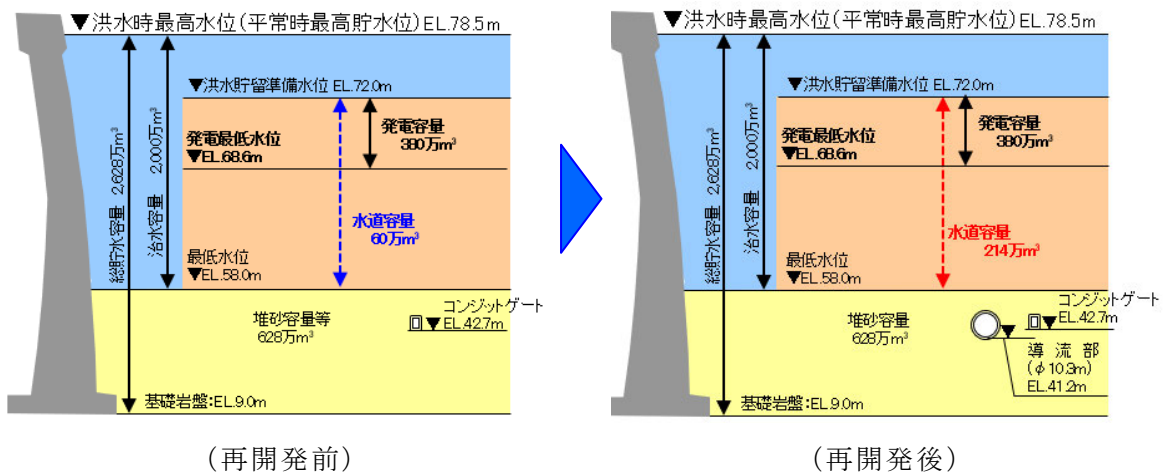 ▼洪水時最高水位(平常時最高貯水位)EL.78.5m
▼洪水貯留準備水位 EL.72.0m
発電容量
380万m³
発電最低水位
▼EL.68.6m
総貯水容量 2,628万m³
治水容量 2,000万m³
水道容量
60万m³
最低水位
▼EL.58.0m
コンジットゲート
▼EL.42.7m
堆砂容量等
628万m³
基礎岩盤:EL.9.0m
(再開発前)
▼洪水時最高水位(平常時最高貯水位)EL.78.5m
▼洪水貯留準備水位 EL.72.0m
発電容量
380万m³
発電最低水位
▼EL.68.6m
総貯水容量 2,628万m³
治水容量 2,000万m³
水道容量
214万m³
最低水位
▼EL.58.0m
コンジットゲート
▼EL.42.7m
堆砂容量
628万m³
導流部
(φ10.3m)
EL.41.2m
基礎岩盤:EL.9.0m
(再開発後)